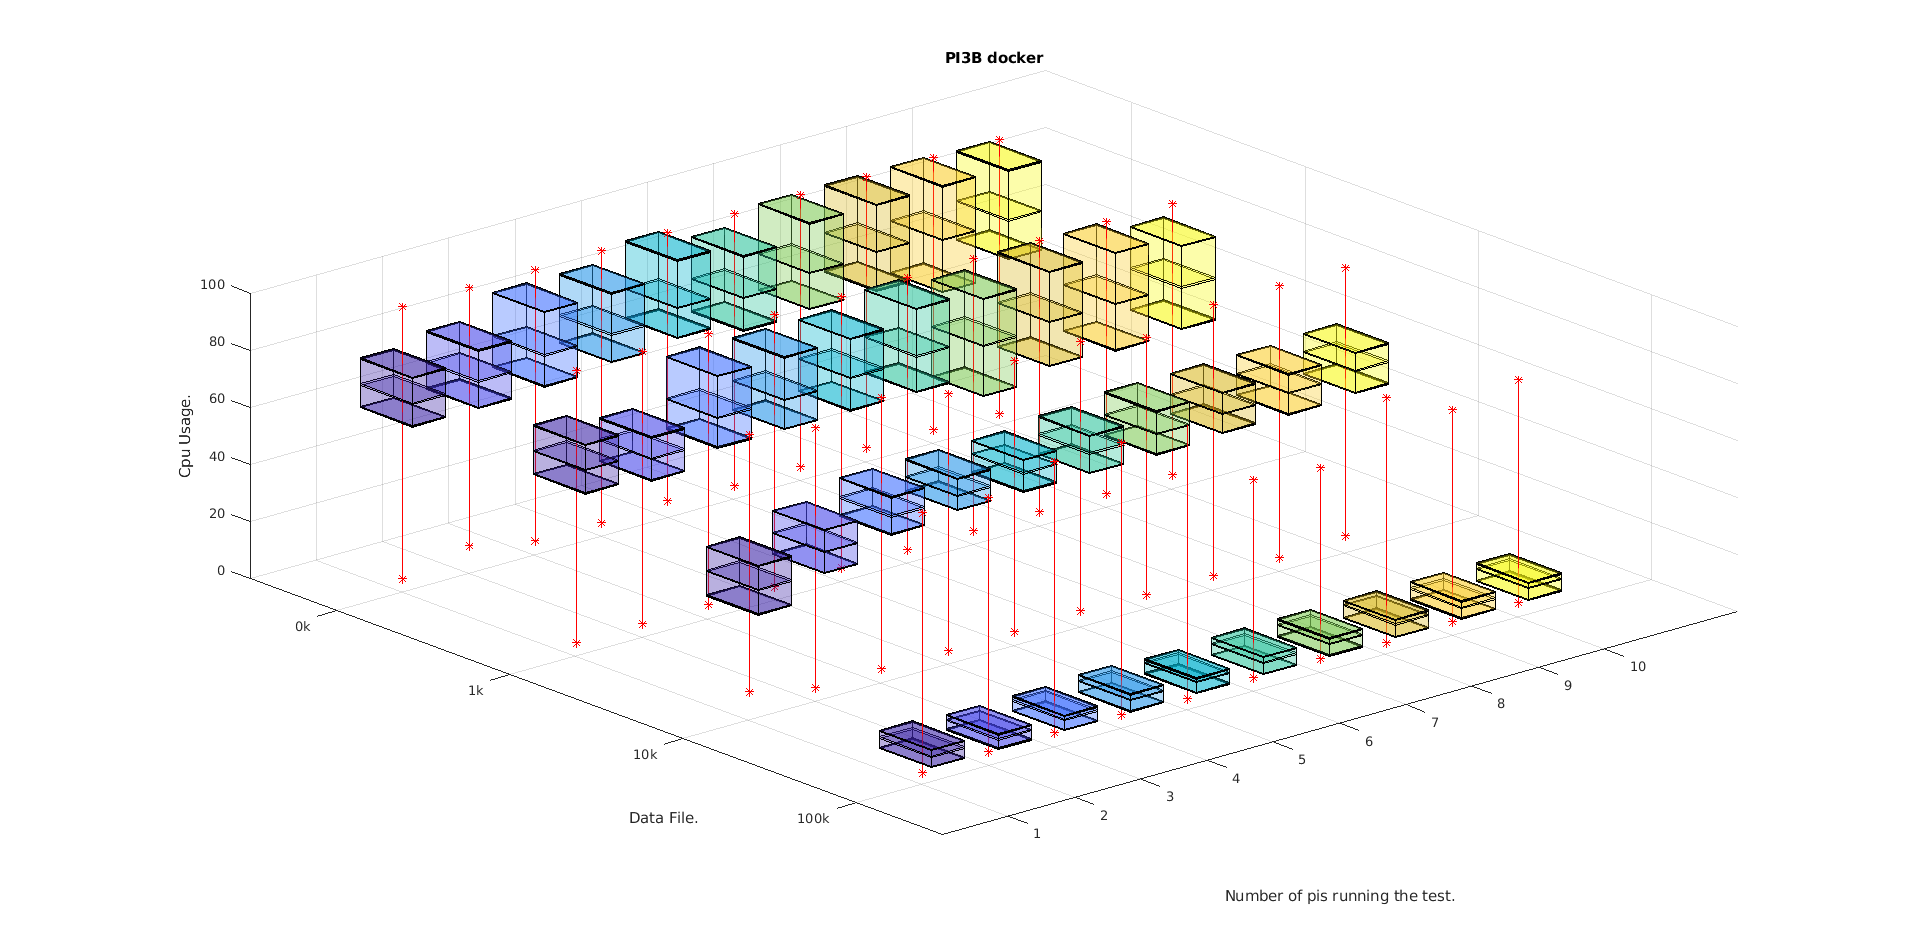 PI3B docker
100
80
60
40
20
0
Cpu Usage.
0k
1k
10k
100k
Data File.
1
2
3
4
5
6
7
8
9
10
Number of pis running the test.